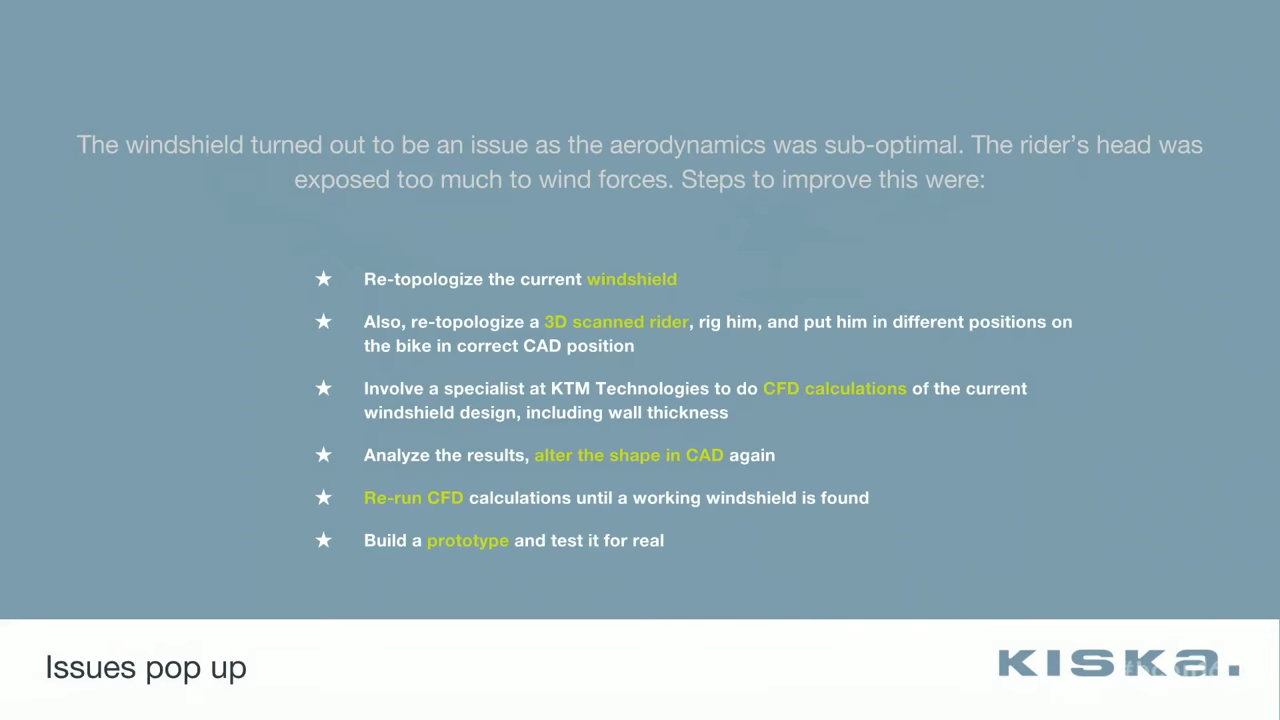 The windshield turned out to be an issue as the aerodynamics was sub-optimal. The rider's head was
exposed too much to wind forces. Steps to improve this were:
★ Re-topologize the current windshield
★ Also, re-topologize a 3D scanned rider, rig him, and put him in different positions on
the bike in correct CAD position
★ Involve a specialist at KTM Technologies to do CFD calculations of the current
windshield design, including wall thickness
★ Analyze the results, alter the shape in CAD again
★ Re-run CFD calculations until a working windshield is found
★ Build a prototype and test it for real
Issues pop up
KISKA.